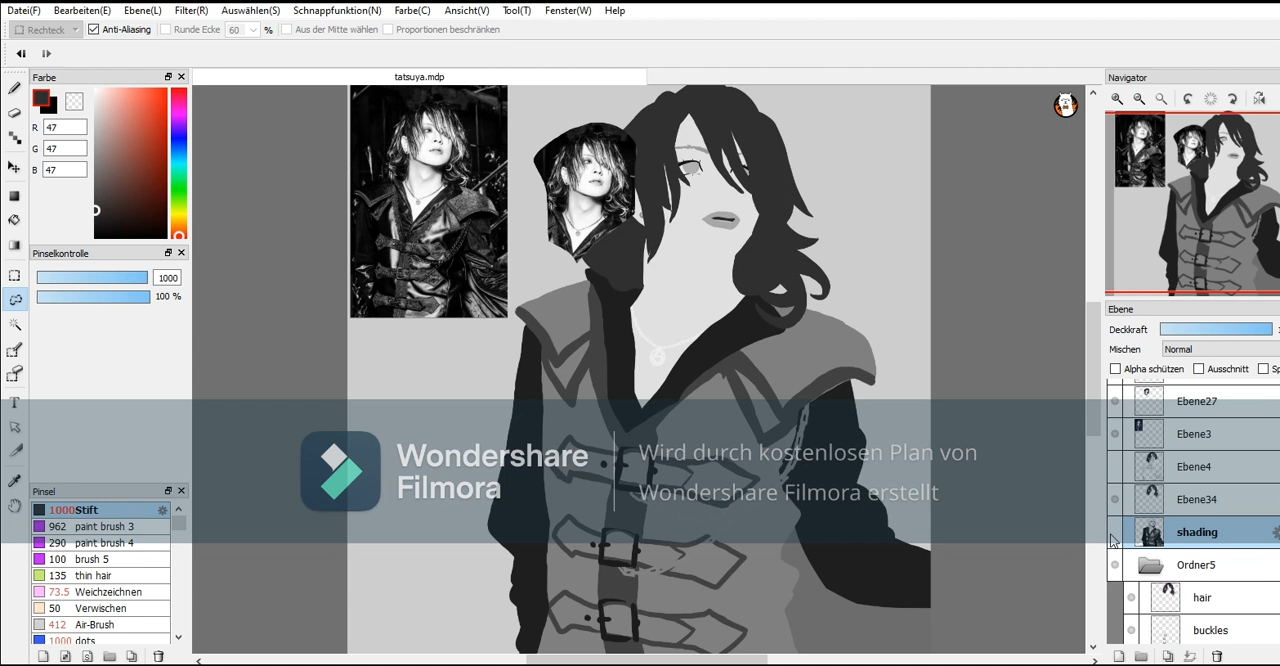 Datei(F) Bearbeiten(E) Ebene(L) Filter(R) Auswählen(S) Schnappfunktion(N) Farbe(C) Ansicht(V) Tool(T) Fenster(W) Help
Rechteck Anti-Aliasing Runde Ecke 60 % Aus der Mitte wählen Proportionen beschränken
tatsuya.mdp
Farbe
R 47
G 47
B 47
Pinselkontrolle
1000
100 %
Pinsel
1000 Stift
962 paint brush 3
290 paint brush 4
100 brush 5
135 thin hair
73.5 Weichzeichnen
50 Verwischen
412 Air-Brush
1000 dots
T
Wondershare
Filmora
Wird durch kostenlosen Plan von
Wondershare Filmora erstellt
Navigator
Ebene
Deckkraft
Mischen Normal
Alpha schützen Ausschnitt
Ebene27
Ebene3
Ebene4
Ebene34
shading
Ordner5
hair
buckles